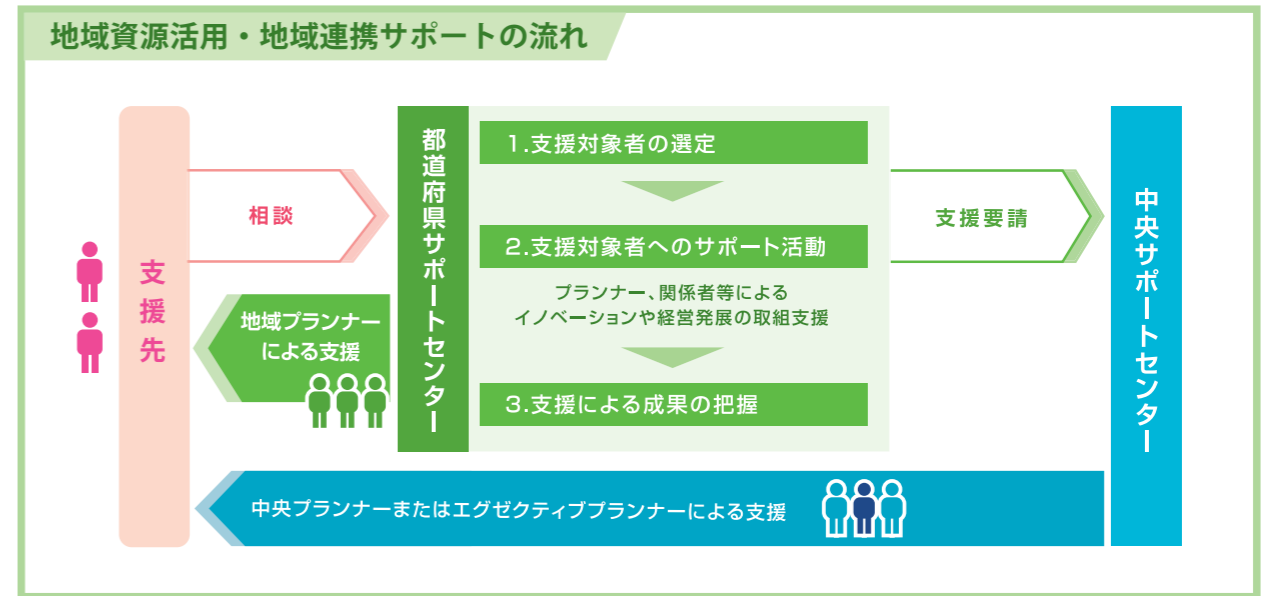 地域資源活用・地域連携サポートの流れ
支援先
相談
地域プランナー
による支援
都道府県サポートセンター
1.支援対象者の選定
2.支援対象者へのサポート活動
プランナー、関係者等による
イノベーションや経営発展の取組支援
3.支援による成果の把握
支援要請
中央サポートセンター
中央プランナーまたはエグゼクティブプランナーによる支援